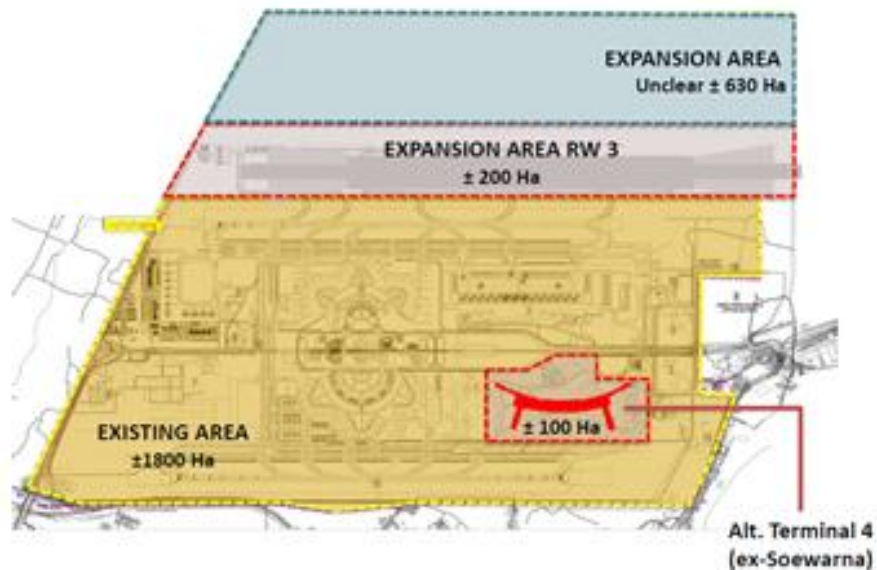 EXPANSION AREA
Unclear ± 630 Ha
EXPANSION AREA RW 3
± 200 Ha
EXISTING AREA
±1800 Ha
± 100 Ha
Alt. Terminal 4
(ex-Soewarna)